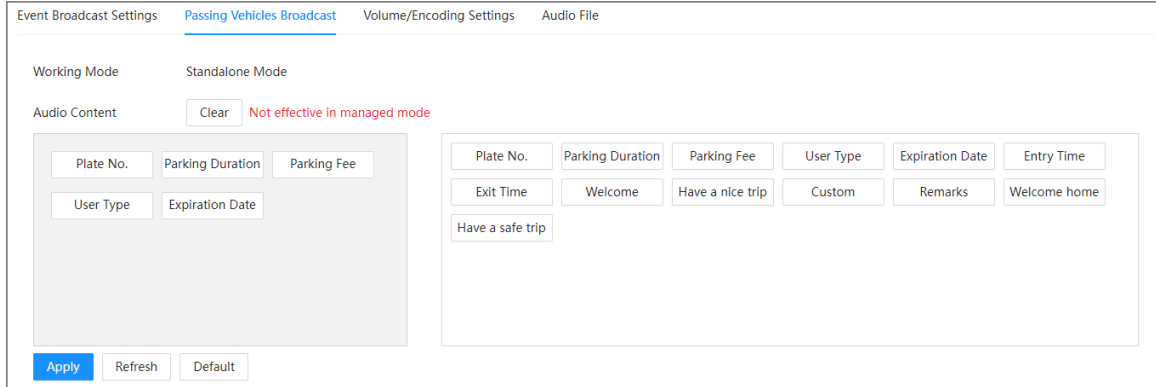 Event Broadcast Settings Passing Vehicles Broadcast Volume/Encoding Settings Audio File
Working Mode Standalone Mode
Audio Content Clear Not effective in managed mode
Plate No. Parking Duration Parking Fee
User Type Expiration Date
Plate No. Parking Duration Parking Fee User Type Expiration Date Entry Time
Exit Time Welcome Have a nice trip Custom Remarks Welcome home
Have a safe trip
Apply Refresh Default